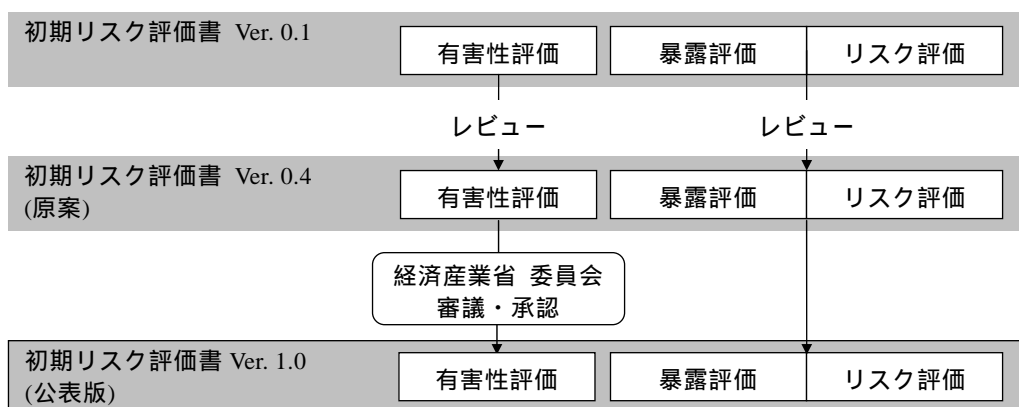 初期リスク評価書 Ver. 0.1
有害性評価 暴露評価 リスク評価
レビュー レビュー
初期リスク評価書 Ver. 0.4
(原案)
有害性評価 暴露評価 リスク評価
経済産業省 委員会
審議・承認
初期リスク評価書 Ver. 1.0
(公表版)
有害性評価 暴露評価 リスク評価